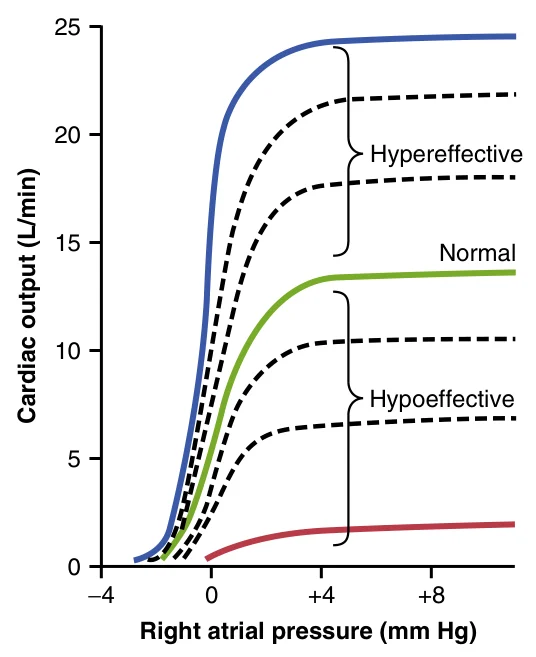 25
20
15
10
5
0
Cardiac output (L/min)
Hypereffective
Normal
Hypoeffective
–4
0
+4
+8
Right atrial pressure (mm Hg)